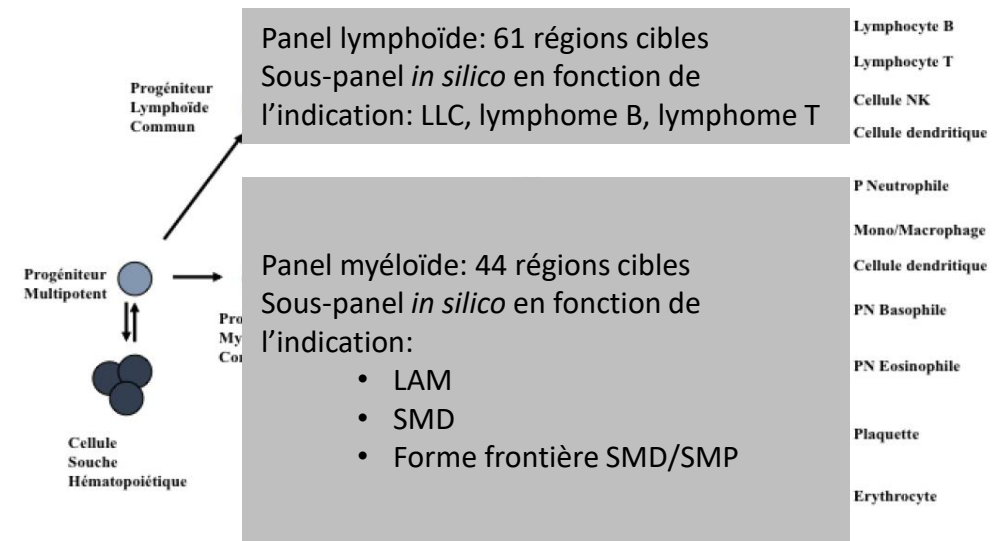 Panel lymphoïde: 61 régions cibles
Sous-panel in silico en fonction de
l’indication: LLC, lymphome B, lymphome T
Progéniteur
Lymphoïde
Commun
Lymphocyte B
Lymphocyte T
Cellule NK
Cellule dendritique
Panel myéloïde: 44 régions cibles
Sous-panel in silico en fonction de
l’indication:
• LAM
• SMD
• Forme frontière SMD/SMP
Progéniteur
Multipotent
Cellule
Souche
Hématopoiétique
P Neutrophile
Mono/Macrophage
Cellule dendritique
PN Basophile
PN Eosinophile
Plaquette
Erythrocyte